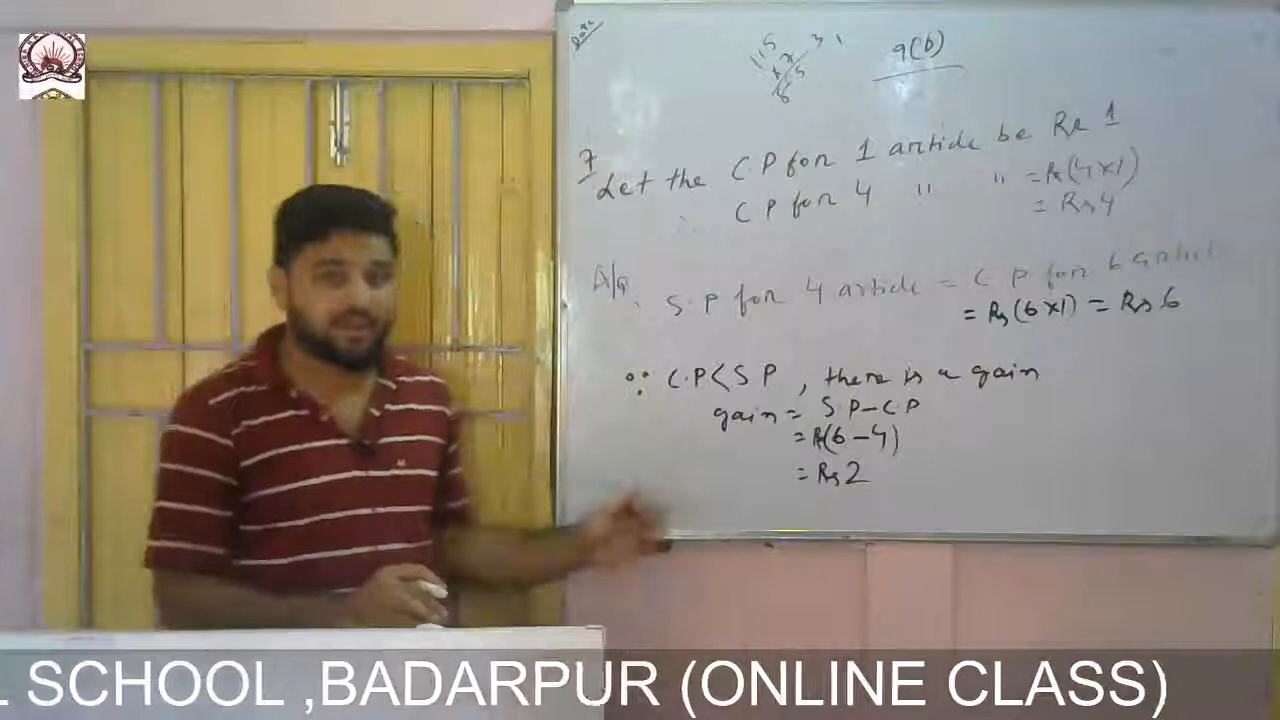 Date
9(b)
7 Let the C.P for 1 article be Rs 1
∴ C P for 4 " " = Rs(4×1)
= Rs 4
A/Q, S.P for 4 article = C P for 6 article
= Rs(6×1) = Rs 6
∵ C.P<S P, there is a gain
gain = S.P-C.P
= Rs(6-4)
= Rs 2
SCHOOL ,BADARPUR (ONLINE CLASS)